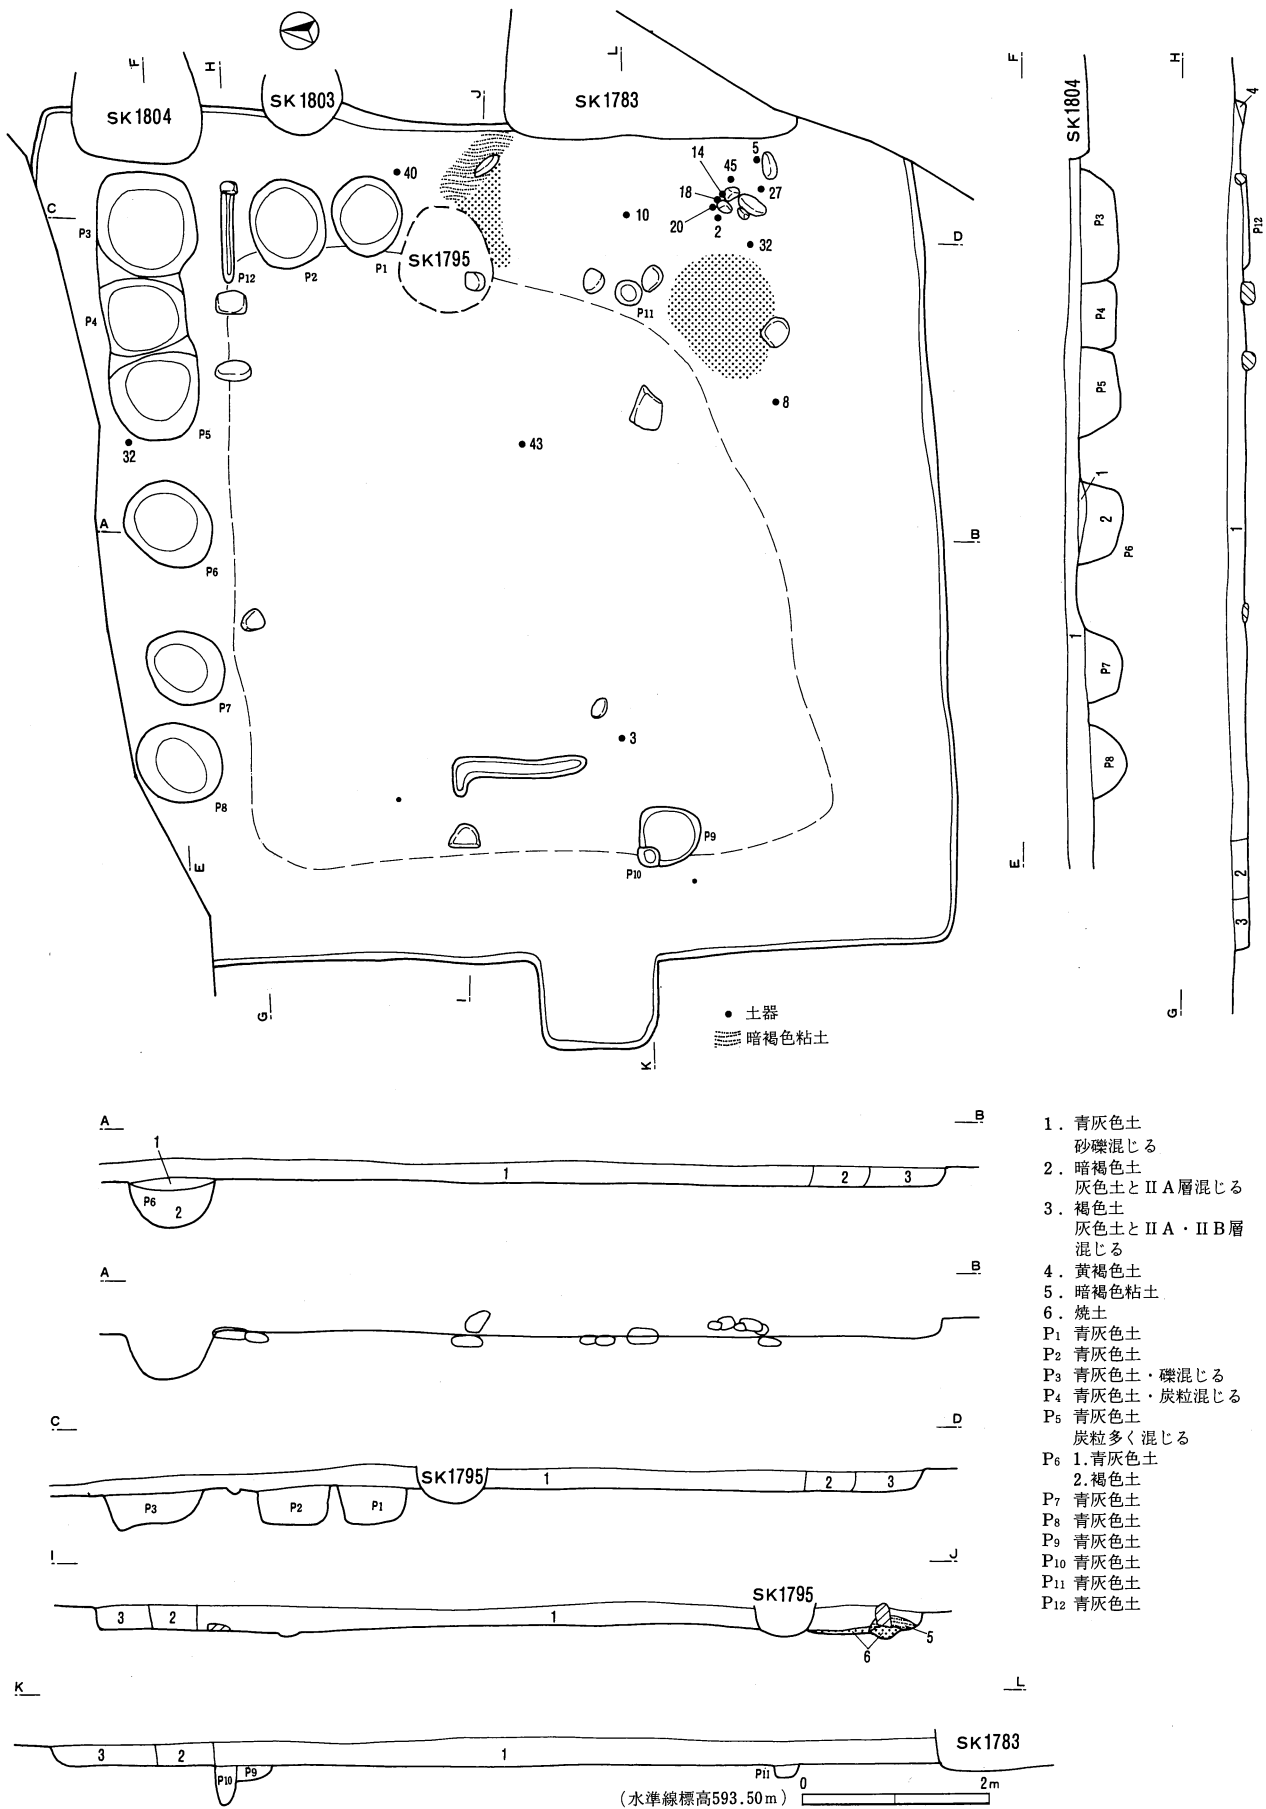 F
H
L
F
H
SK1804
SK1803
J
SK1783
SK1804
4
14
45
5
40
18
27
10
20
2
C
P3
P3
P12
D
32
P12
P2
P1
SK1795
P11
P4
P4
P5
8
P5
43
32
1
A
2
1
B
P6
P6
P7
1
P7
3
P8
P8
P9
E
P10
E
2
3
G
I
● 土器
G
暗褐色粘土
K
A
B
1
1
2
3
P6
2
A
B
C
D
SK1795
1
2
3
P3
P2
P1
I
J
SK1795
3
2
1
5
6
K
L
SK1783
3
2
1
P10
P9
P11
0
2m
(水準線標高593.50m)
1. 青灰色土
砂礫混じる
2. 暗褐色土
灰色土とⅡA層混じる
3. 褐色土
灰色土とⅡA・ⅡB層
混じる
4. 黄褐色土
5. 暗褐色粘土
6. 焼土
P1 青灰色土
P2 青灰色土
P3 青灰色土・礫混じる
P4 青灰色土・炭粒混じる
P5 青灰色土
炭粒多く混じる
P6 1.青灰色土
2.褐色土
P7 青灰色土
P8 青灰色土
P9 青灰色土
P10 青灰色土
P11 青灰色土
P12 青灰色土